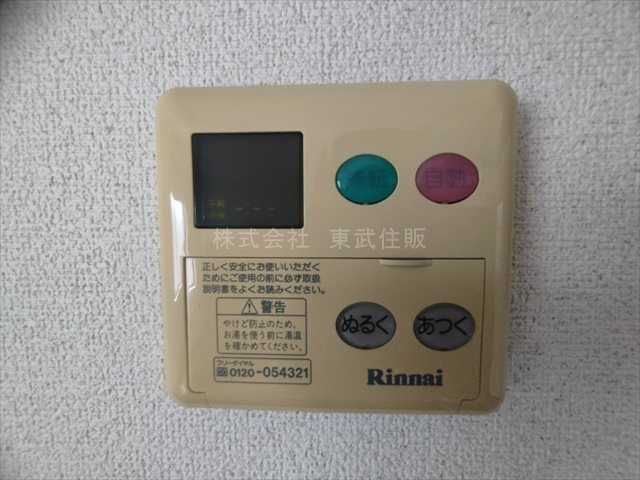 運転
自動
午前
午後
株式会社 東武住販
正しく安全にお使いいただく
ためにご使用の前に必ず取扱
説明書をよくお読みください。
警告
やけど防止のため、
お湯を使う前に湯温
を確かめてください。
フリーダイヤル
0120-054321
ぬるく
あつく
Rinnai